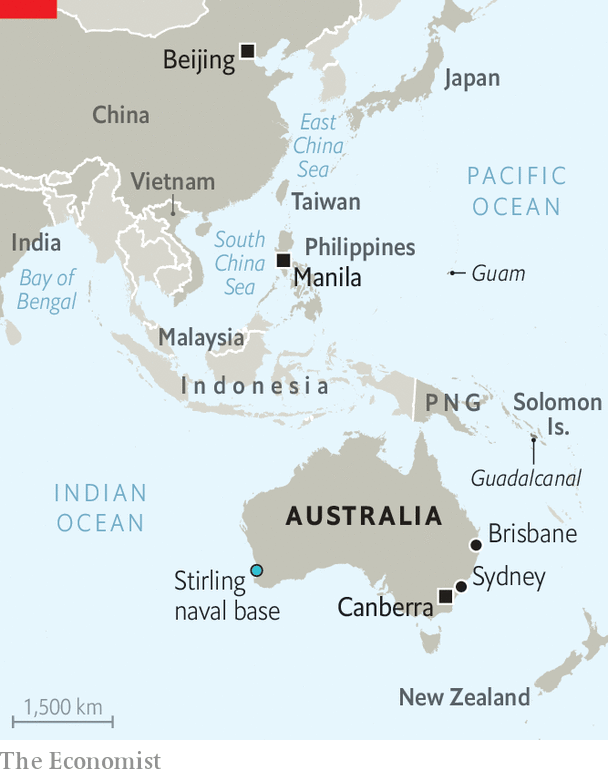 Beijing
Japan
China
East
China
Sea
PACIFIC
OCEAN
Vietnam
Taiwan
India
South
China
Sea
Philippines
Bay of
Bengal
Manila
Guam
Malaysia
Indonesia
PNG
Solomon
Is.
Guadalcanal
INDIAN
OCEAN
AUSTRALIA
Brisbane
Stirling
naval base
Sydney
Canberra
New Zealand
1,500 km
The Economist